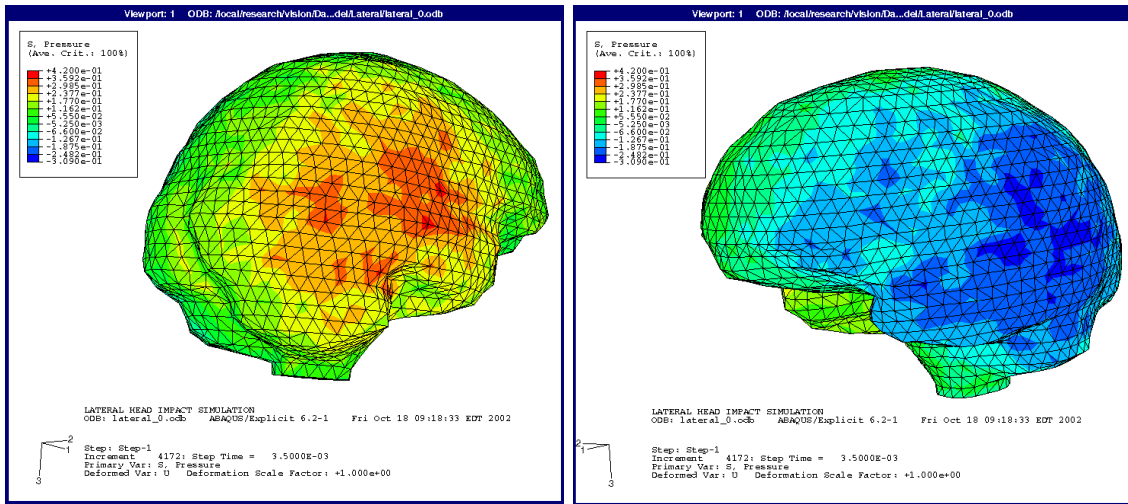 Viewport: 1 ODB: /local/research/vision/Da...del/Lateral/lateral_0.odb
S, Pressure
(Ave. Crit.: 100%)
+4.200e-01
+3.592e-01
+2.985e-01
+2.377e-01
+1.770e-01
+1.162e-01
+5.550e-02
-5.250e-03
-6.600e-02
-1.267e-01
-1.875e-01
-2.482e-01
-3.090e-01
LATERAL HEAD IMPACT SIMULATION
ODB: lateral_0.odb ABAQUS/Explicit 6.2-1 Fri Oct 18 09:18:33 EDT 2002
2
1
3
Step: Step-1
Increment 4172: Step Time = 3.5000E-03
Primary Var: S, Pressure
Deformed Var: U Deformation Scale Factor: +1.000e+00
Viewport: 1 ODB: /local/research/vision/Da...del/Lateral/lateral_0.odb
S, Pressure
(Ave. Crit.: 100%)
+4.200e-01
+3.592e-01
+2.985e-01
+2.377e-01
+1.770e-01
+1.162e-01
+5.550e-02
-5.250e-03
-6.600e-02
-1.267e-01
-1.875e-01
-2.482e-01
-3.090e-01
LATERAL HEAD IMPACT SIMULATION
ODB: lateral_0.odb ABAQUS/Explicit 6.2-1 Fri Oct 18 09:18:33 EDT 2002
2
1
3
Step: Step-1
Increment 4172: Step Time = 3.5000E-03
Primary Var: S, Pressure
Deformed Var: U Deformation Scale Factor: +1.000e+00